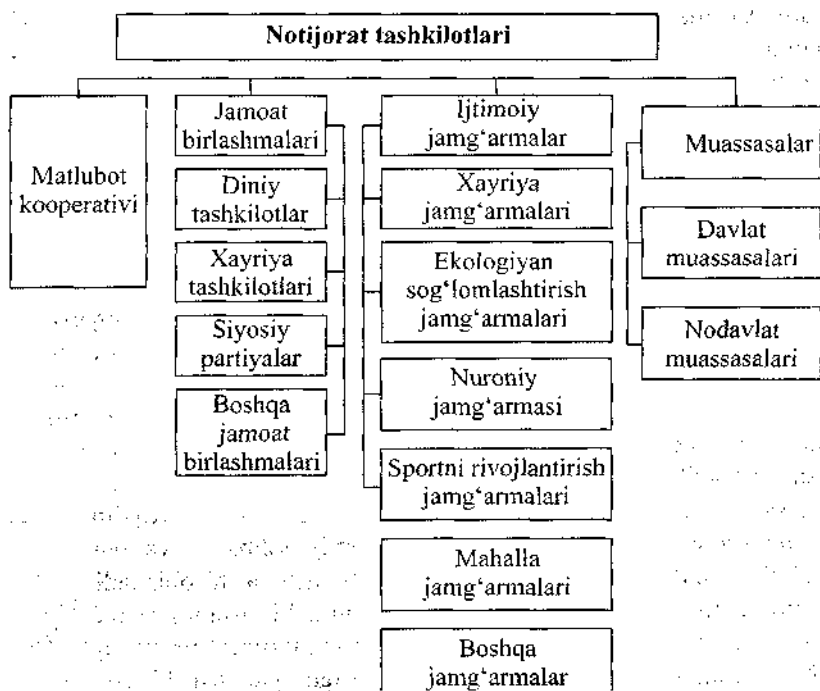 Notijorat tashkilotlari
Matlubot
kooperativi
Jamoat
birlashmalari
Diniy
tashkilotlar
Xayriya
tashkilotlari
Siyosiy
partiyalar
Boshqa
jamoat
birlashmalari
Ijtimoiy
jamg‘armalar
Xayriya
jamg‘armalari
Ekologiyan
sog‘lomlashtirish
jamg‘armalari
Nuroniy
jamg‘armasi
Sportni rivojlantirish
jamg‘armalari
Mahalla
jamg‘armalari
Boshqa
jamg‘armalar
Muassasalar
Davlat
muassasalari
Nodavlat
muassasalari